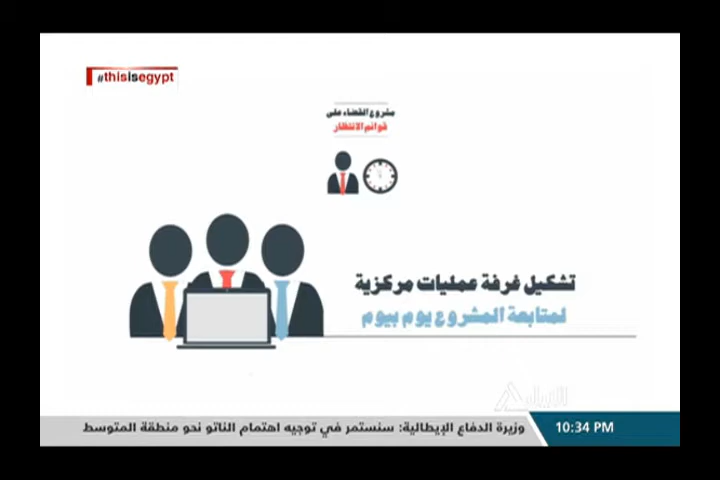 #thisisegypt
مشروع القضاء على
قوائم الانتظار
تشكيل غرفة عمليات مركزية
لمتابعة المشروع يوم بيوم
وزيرة الدفاع الإيطالية: سنستمر في توجيه اهتمام الناتو نحو منطقة المتوسط
10:34 PM